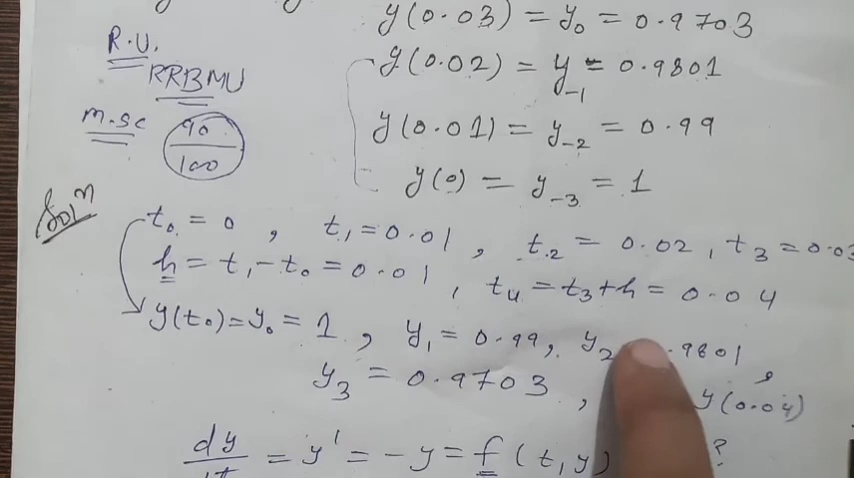 y(0.03) = y₀ = 0.9703
R.U.
RRBMU
y(0.02) = y₋₁ = 0.9801
M.Sc
90/100
y(0.01) = y₋₂ = 0.99
y(0) = y₋₃ = 1
Solⁿ
t₀ = 0 , t₁ = 0.01 , t₂ = 0.02 , t₃ = 0.03
h = t₁ - t₀ = 0.01 , t₄ = t₃ + h = 0.04
y(t₀) = y₀ = 1 , y₁ = 0.99, y₂ .9801 ,
y₃ = 0.9703 , y(0.04)
dy/dt = y' = -y = f(t,y) ?